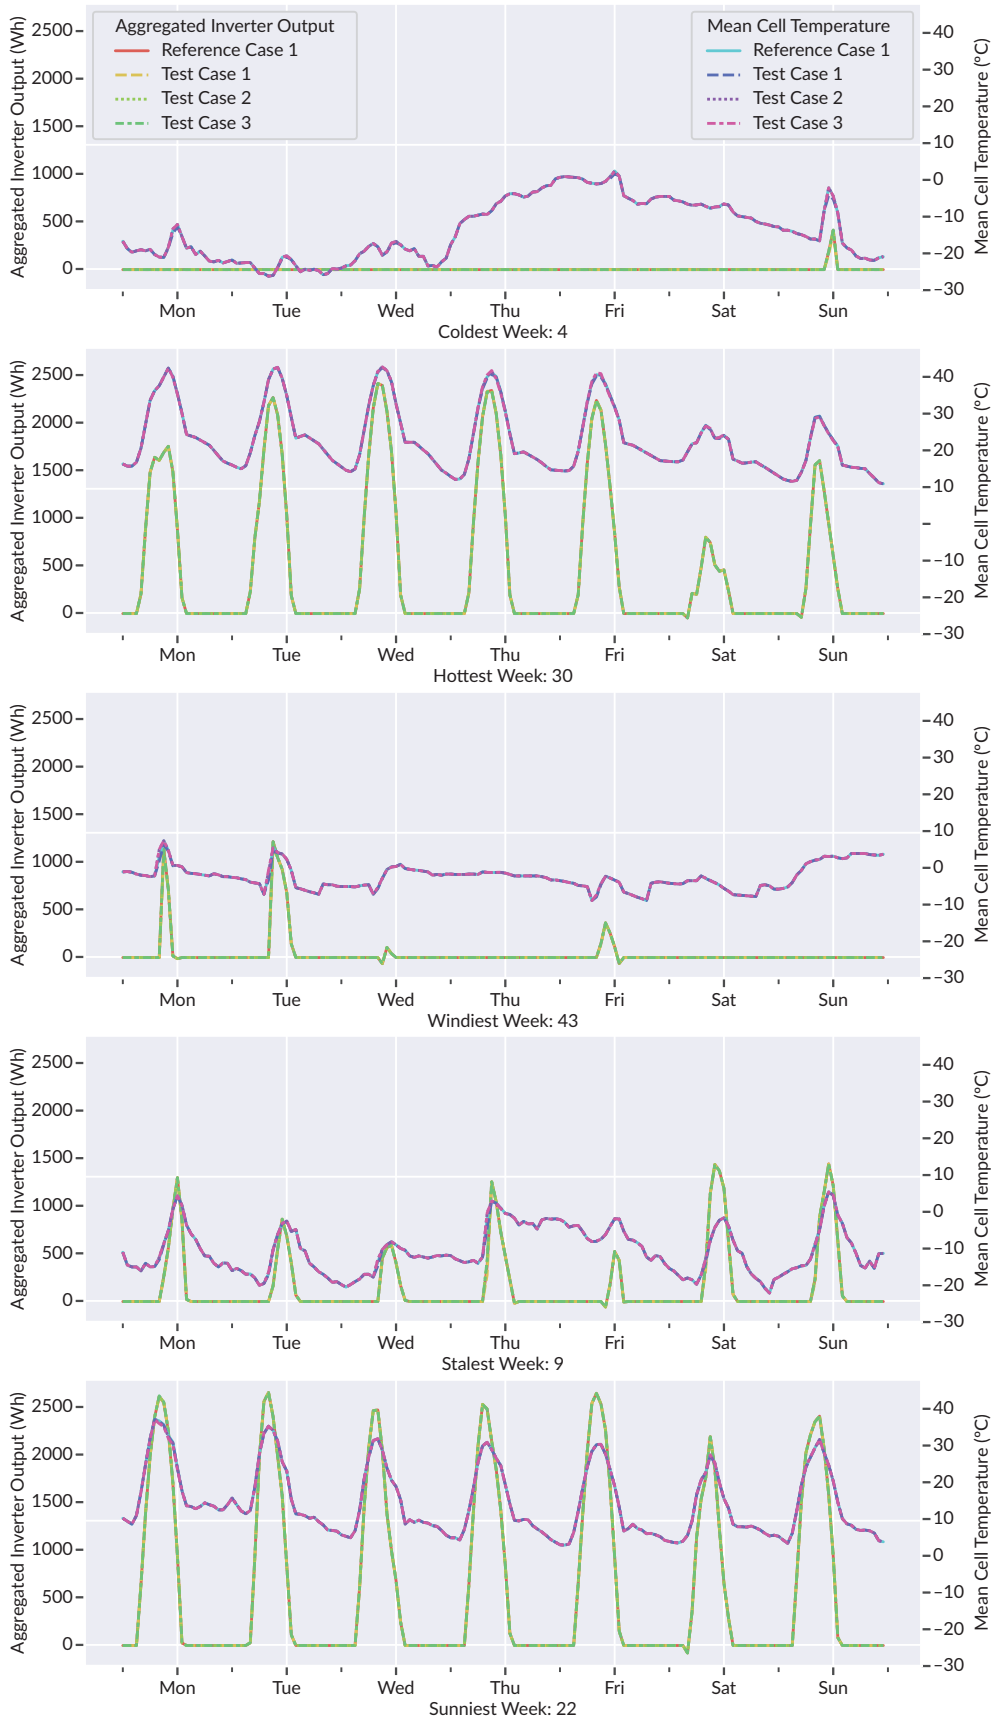 Aggregated Inverter Output (Wh)
2500
2000
1500
1000
500
0
Aggregated Inverter Output
Reference Case 1
Test Case 1
Test Case 2
Test Case 3
Mean Cell Temperature
Reference Case 1
Test Case 1
Test Case 2
Test Case 3
40
30
20
10
0
−10
−20
−30
Mean Cell Temperature (°C)
Mon Tue Wed Thu Fri Sat Sun
Coldest Week: 4
Aggregated Inverter Output (Wh)
2500
2000
1500
1000
500
0
40
30
20
10
−10
−20
−30
Mean Cell Temperature (°C)
Mon Tue Wed Thu Fri Sat Sun
Hottest Week: 30
Aggregated Inverter Output (Wh)
2500
2000
1500
1000
500
0
40
30
20
10
0
−10
−20
−30
Mean Cell Temperature (°C)
Mon Tue Wed Thu Fri Sat Sun
Windiest Week: 43
Aggregated Inverter Output (Wh)
2500
2000
1500
1000
500
0
40
30
20
10
0
−10
−20
−30
Mean Cell Temperature (°C)
Mon Tue Wed Thu Fri Sat Sun
Stalest Week: 9
Aggregated Inverter Output (Wh)
2500
2000
1500
1000
500
0
40
30
20
10
0
−10
−20
−30
Mean Cell Temperature (°C)
Mon Tue Wed Thu Fri Sat Sun
Sunniest Week: 22